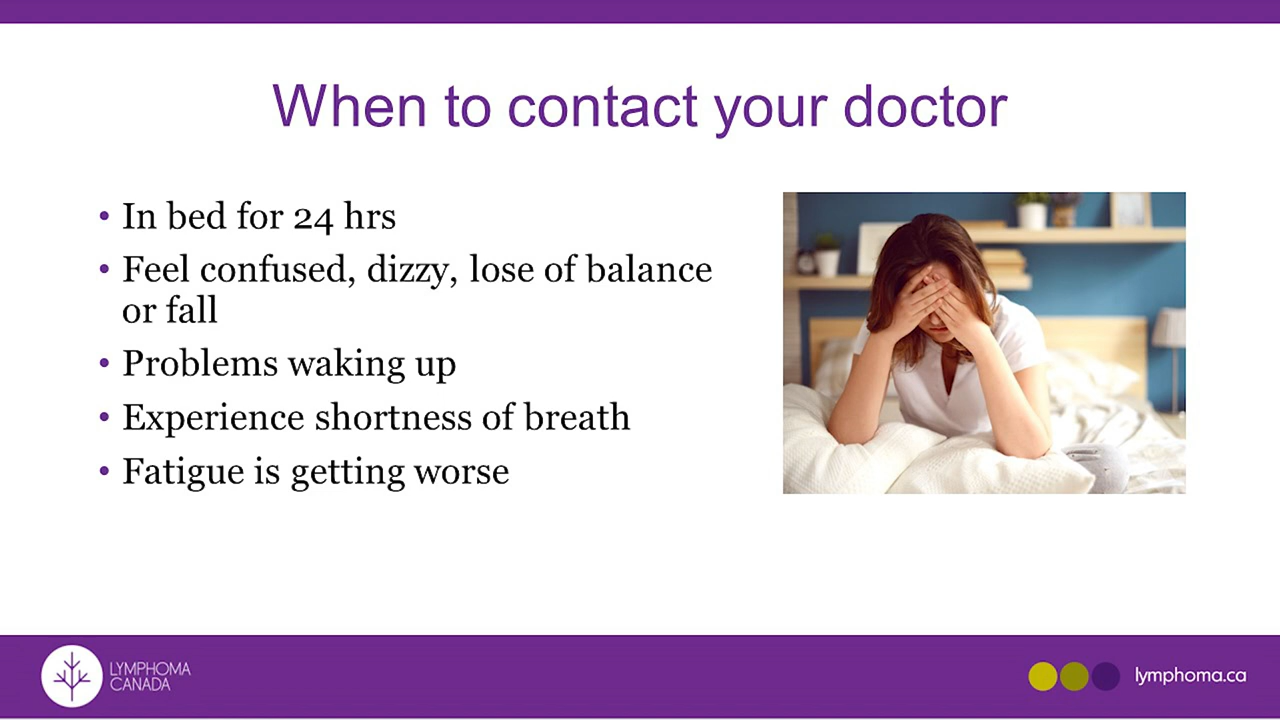 When to contact your doctor
• In bed for 24 hrs
• Feel confused, dizzy, lose of balance
or fall
• Problems waking up
• Experience shortness of breath
• Fatigue is getting worse
LYMPHOMA
CANADA
lymphoma.ca